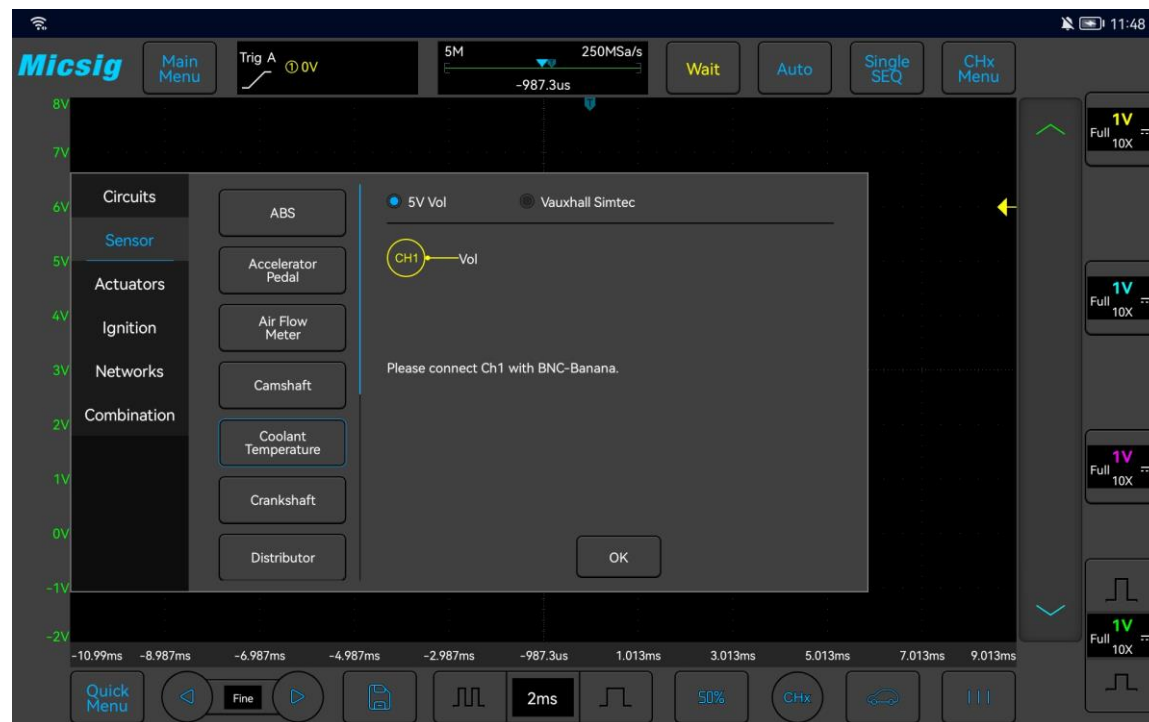 11:48
Micsig
Main
Menu
Trig A ① 0V
5M 250MSa/s
-987.3us
Wait
Auto
Single
SEQ
CHx
Menu
T
8V
7V
6V
5V
4V
3V
2V
1V
0V
-1V
-2V
Circuits
Sensor
Actuators
Ignition
Networks
Combination
ABS
Accelerator
Pedal
Air Flow
Meter
Camshaft
Coolant
Temperature
Crankshaft
Distributor
5V Vol Vauxhall Simtec
CH1 Vol
Please connect Ch1 with BNC-Banana.
OK
1V
Full
10X
1V
Full
10X
1V
Full
10X
1V
Full
10X
-10.99ms -8.987ms -6.987ms -4.987ms -2.987ms -987.3us 1.013ms 3.013ms 5.013ms 7.013ms 9.013ms
Quick
Menu
Fine
2ms
50%
CHx